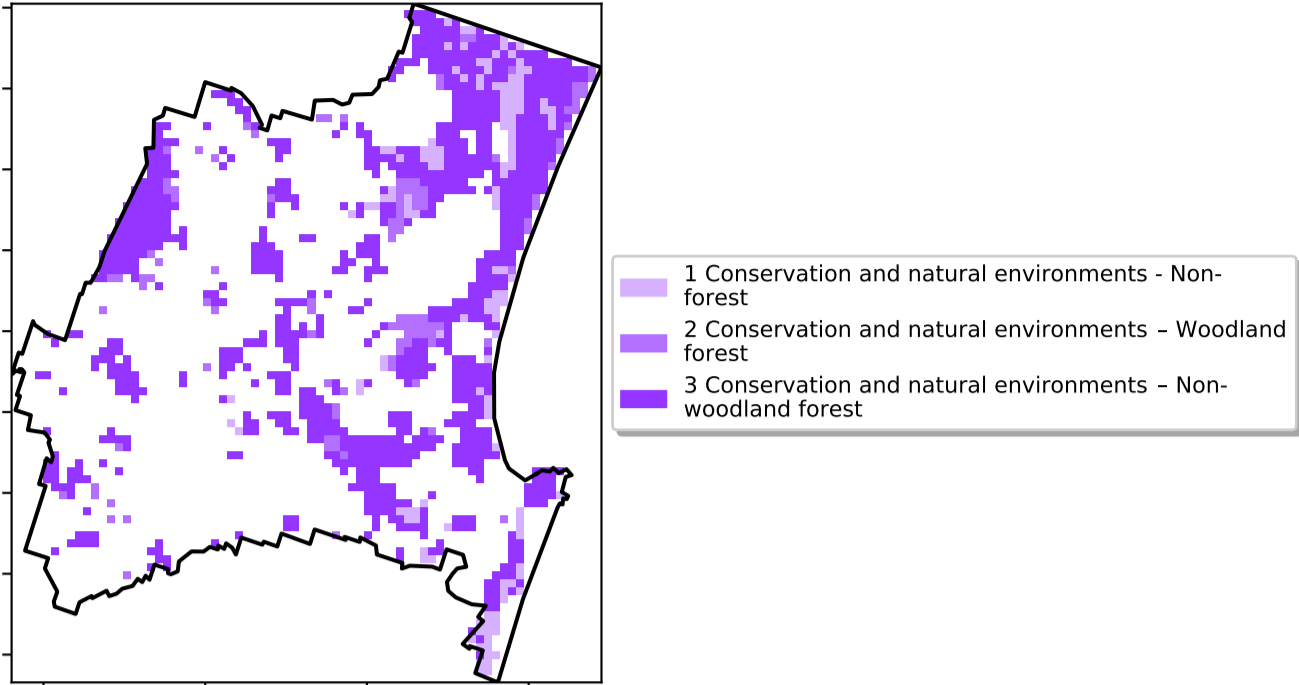 1 Conservation and natural environments - Non-
forest
2 Conservation and natural environments – Woodland
forest
3 Conservation and natural environments – Non-
woodland forest